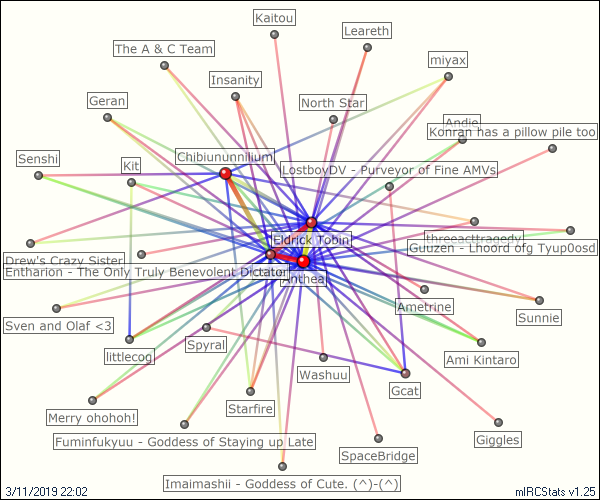 Kaitou
Leareth
The A & C Team
miyax
Insanity
Geran
North Star
Andie
Konran has a pillow pile too
Senshi
Kit
Chibiununnilium
LostboyDV - Purveyor of Fine AMVs
Eldrick Tobin
threeacttragedy
Drew's Crazy Sister
Guuzen - Lhoord ofg Tyup0osd
Entharion - The Only Truly Benevolent Dictator
Anthea
Ametrine
Sven and Olaf <3
Sunnie
littlecog
Spyral
Ami Kintaro
Washuu
Gcat
Merry ohohoh!
Starfire
Fuminfukyuu - Goddess of Staying up Late
Giggles
SpaceBridge
Imaimashii - Goddess of Cute. (^)-(^)
3/11/2019 22:02
mIRCStats v1.25